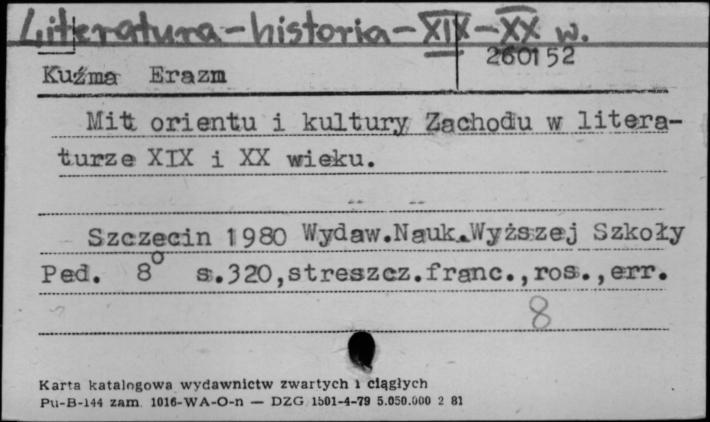 Literatura-historia-XIX-XX w.
260152
Kuźma Erazm
Mit orientu i kultury Zachodu w litera-
turze XIX i XX wieku.
Szczecin 1980 Wydaw.Nauk.Wyższej Szkoły
Ped. 8° s.320,streszcz.franc.,ros.,err.
8
Karta katalogowa wydawnictw zwartych i ciągłych
Pu-B-144 zam. 1016-WA-O-n — DZG 1501-4-79 5.050.000 2 81